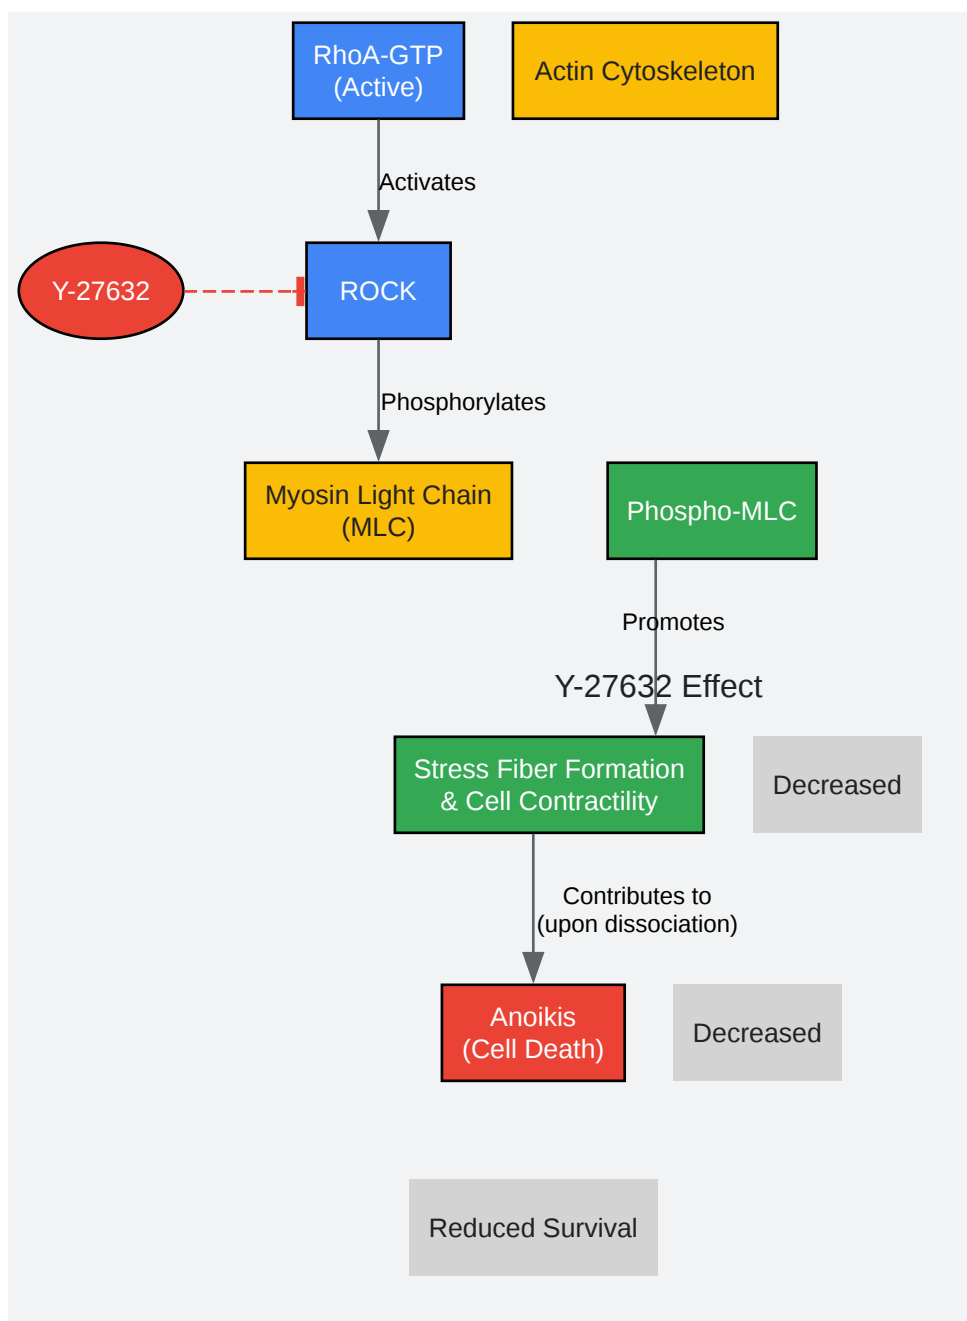 RhoA-GTP
(Active)
Actin Cytoskeleton
Activates
Y-27632
ROCK
Phosphorylates
Myosin Light Chain
(MLC)
Phospho-MLC
Promotes
Y-27632 Effect
Stress Fiber Formation
& Cell Contractility
Decreased
Contributes to
(upon dissociation)
Anoikis
(Cell Death)
Decreased
Reduced Survival